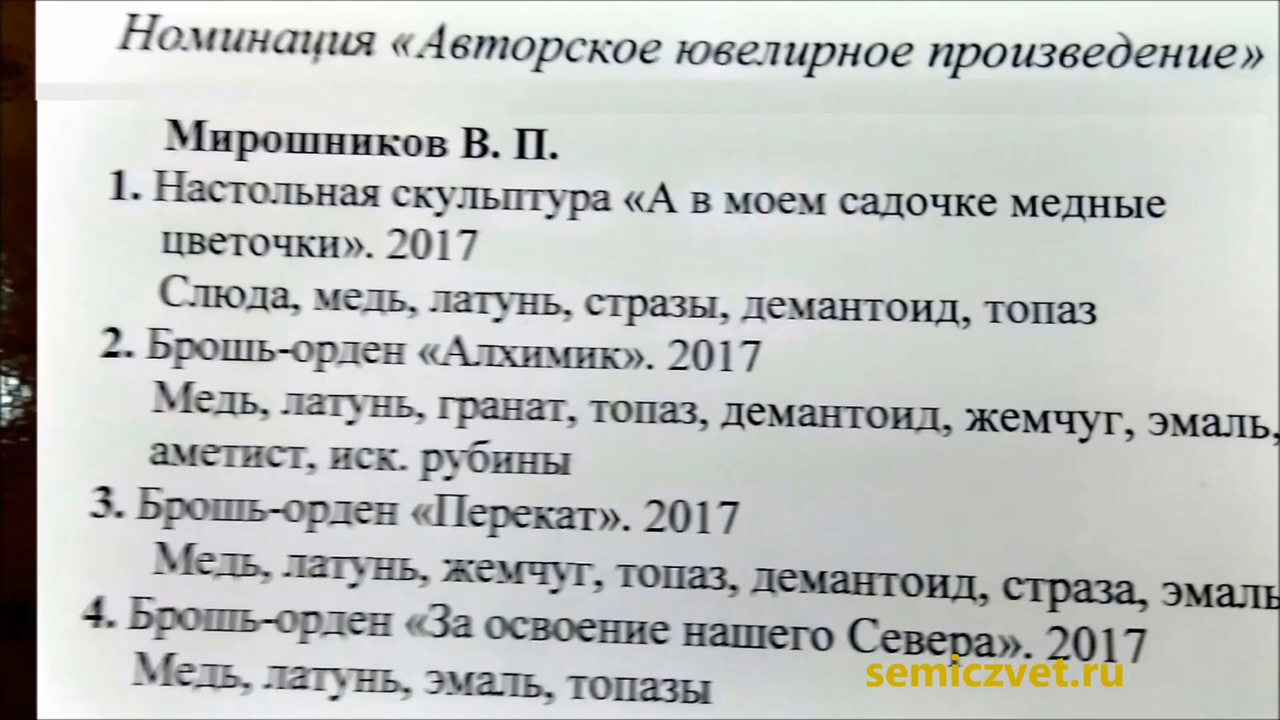 Номинация «Авторское ювелирное произведение»
Мирошников В. П.
1. Настольная скульптура «А в моем садочке медные
цветочки». 2017
Слюда, медь, латунь, стразы, демантоид, топаз
2. Брошь-орден «Алхимик». 2017
Медь, латунь, гранат, топаз, демантоид, жемчуг, эмаль,
аметист, иск. рубины
3. Брошь-орден «Перекат». 2017
Медь, латунь, жемчуг, топаз, демантоид, страза, эмаль
4. Брошь-орден «За освоение нашего Севера». 2017
Медь, латунь, эмаль, топазы
semiczvet.ru